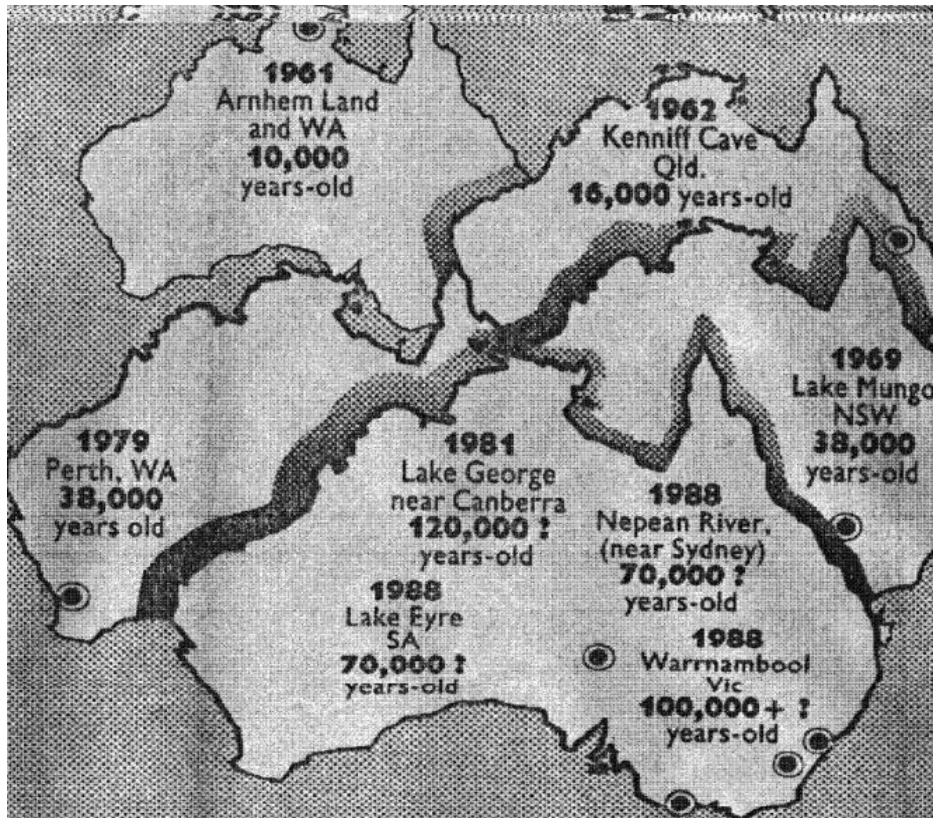 1961
Arnhem Land
and WA
10,000
years-old
1962
Kenniff Cave
Qld.
16,000 years-old
1969
Lake Mungo
NSW
38,000
years-old
1979
Perth, WA
38,000
years old
1981
Lake George
near Canberra
120,000 ?
years-old
1988
Nepean River,
(near Sydney)
70,000 ?
years-old
1988
Lake Eyre
SA
70,000 ?
years-old
1988
Warrnambool
Vic
100,000 + ?
years-old